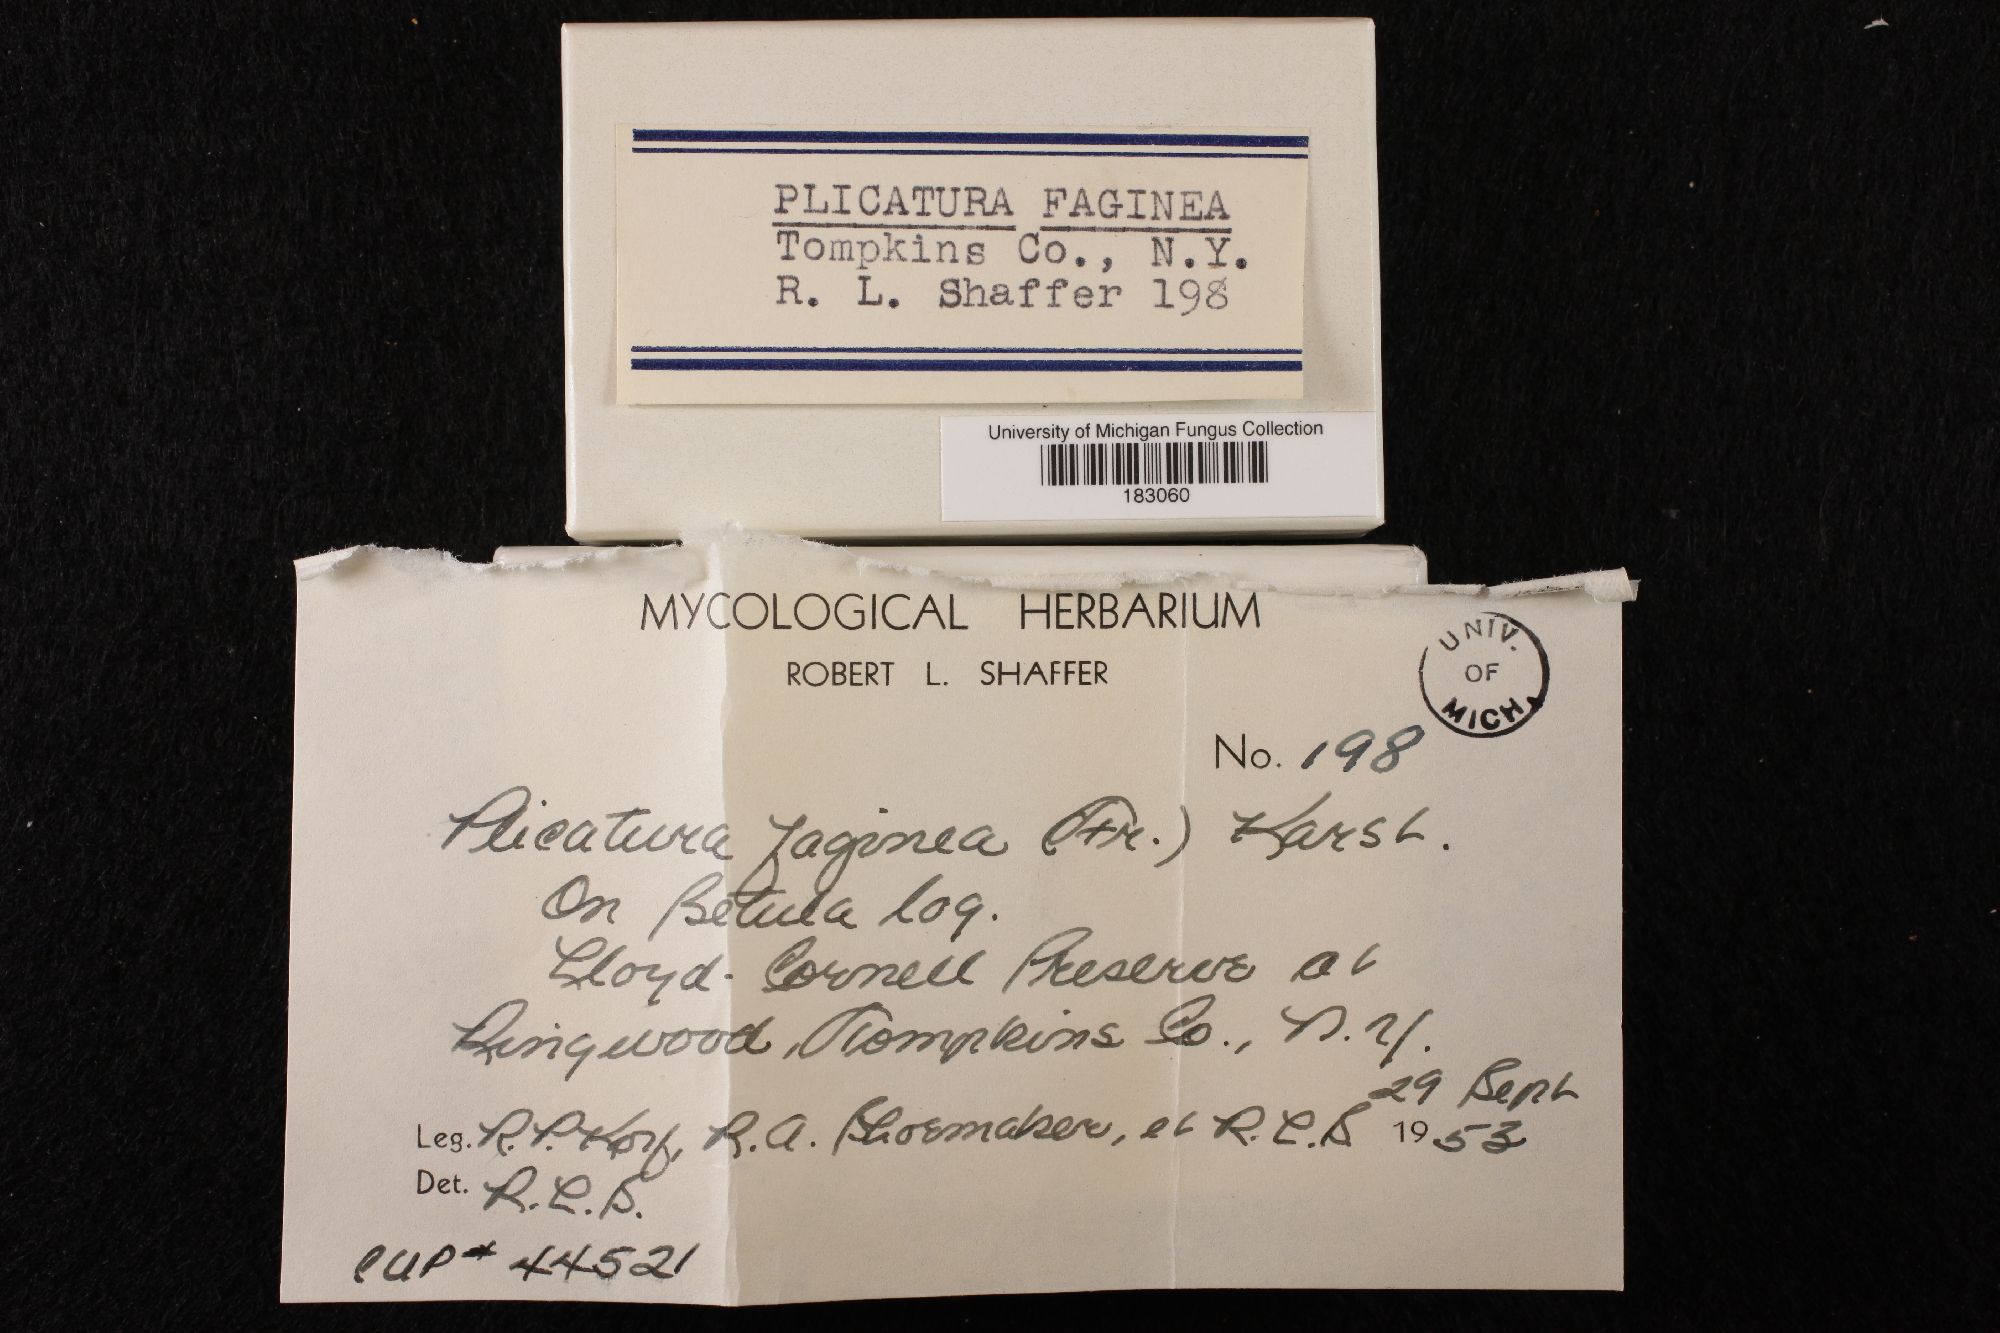 PLICATURA FAGINEA
Tompkins Co., N.Y.
R. L. Shaffer 198
University of Michigan Fungus Collection
183060
MYCOLOGICAL HERBARIUM
ROBERT L. SHAFFER
UNIV.
OF
MICH.
No. 198
Plicatura faginea (Fr.) Karst.
On Betula log.
Lloyd-Cornell Preserve at
Ringwood, Tompkins Co., N.Y.
29 Sept
Leg. R.P. Korf, R.A. Shoemaker, et R.L.S. 1953
Det. R.L.S.
CUP# 44521